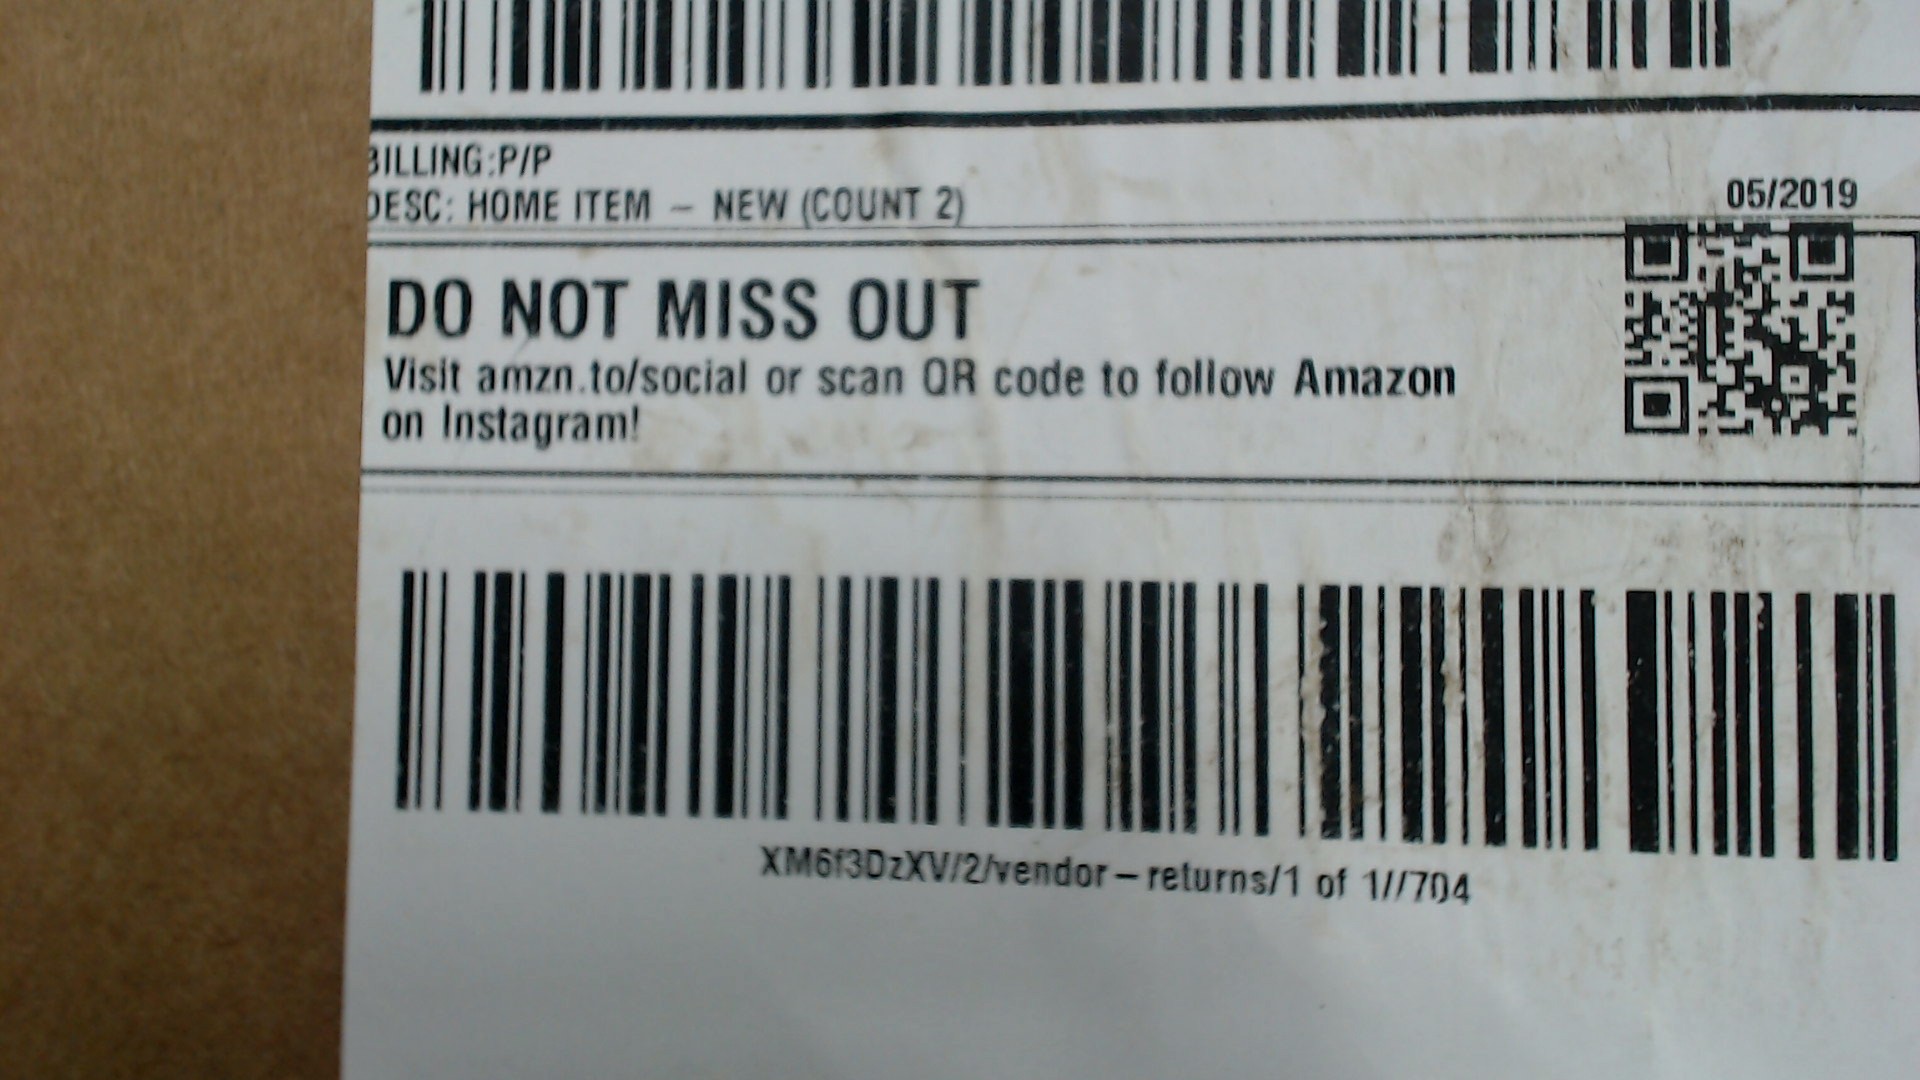 BILLING:P/P
DESC: HOME ITEM – NEW (COUNT 2)
05/2019
DO NOT MISS OUT
Visit amzn.to/social or scan QR code to follow Amazon
on Instagram!
XM6f3DzXV/2/vendor–returns/1 of 1//704